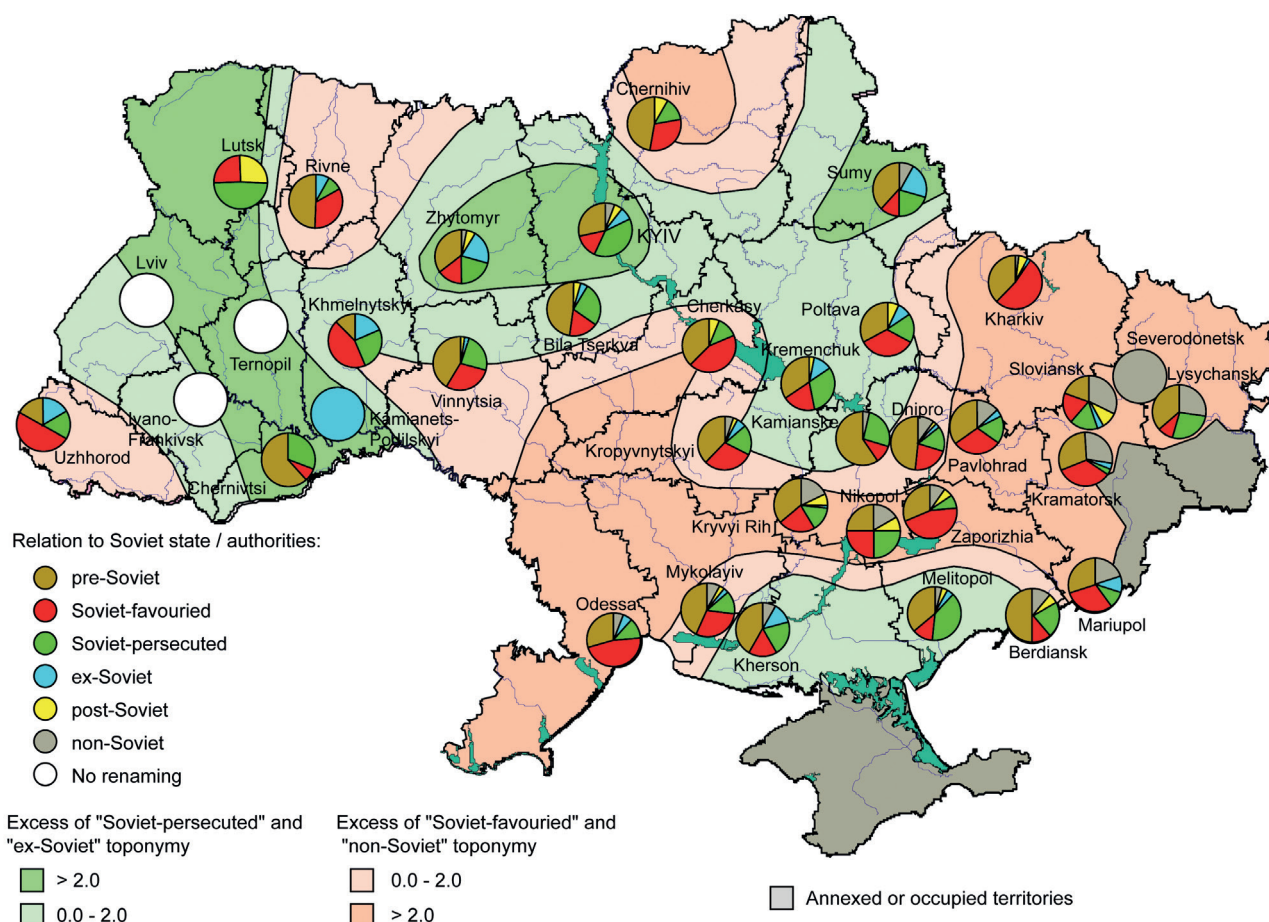 Chernihiv
Lutsk
Rivne
Sumy
Zhytomyr
KYIV
Lviv
Khmelnytskyi
Cherkasy
Poltava
Kharkiv
Ternopil
Bila Tserkva
Kremenchuk
Severodonetsk
Sloviansk
Lysychansk
Vinnytsia
Ivano-
Frankivsk
Kamianets-
Podilskyi
Kamianske
Dnipro
Uzhhorod
Kropyvnytskyi
Pavlohrad
Chernivtsi
Kramatorsk
Nikopol
Kryvyi Rih
Zaporizhia
Mykolayiv
Melitopol
Odessa
Mariupol
Kherson
Berdiansk
Relation to Soviet state / authorities:
pre-Soviet
Soviet-favouried
Soviet-persecuted
ex-Soviet
post-Soviet
non-Soviet
No renaming
Excess of "Soviet-persecuted" and
"ex-Soviet" toponymy
> 2.0
0.0 - 2.0
Excess of "Soviet-favouried" and
"non-Soviet" toponymy
0.0 - 2.0
> 2.0
Annexed or occupied territories